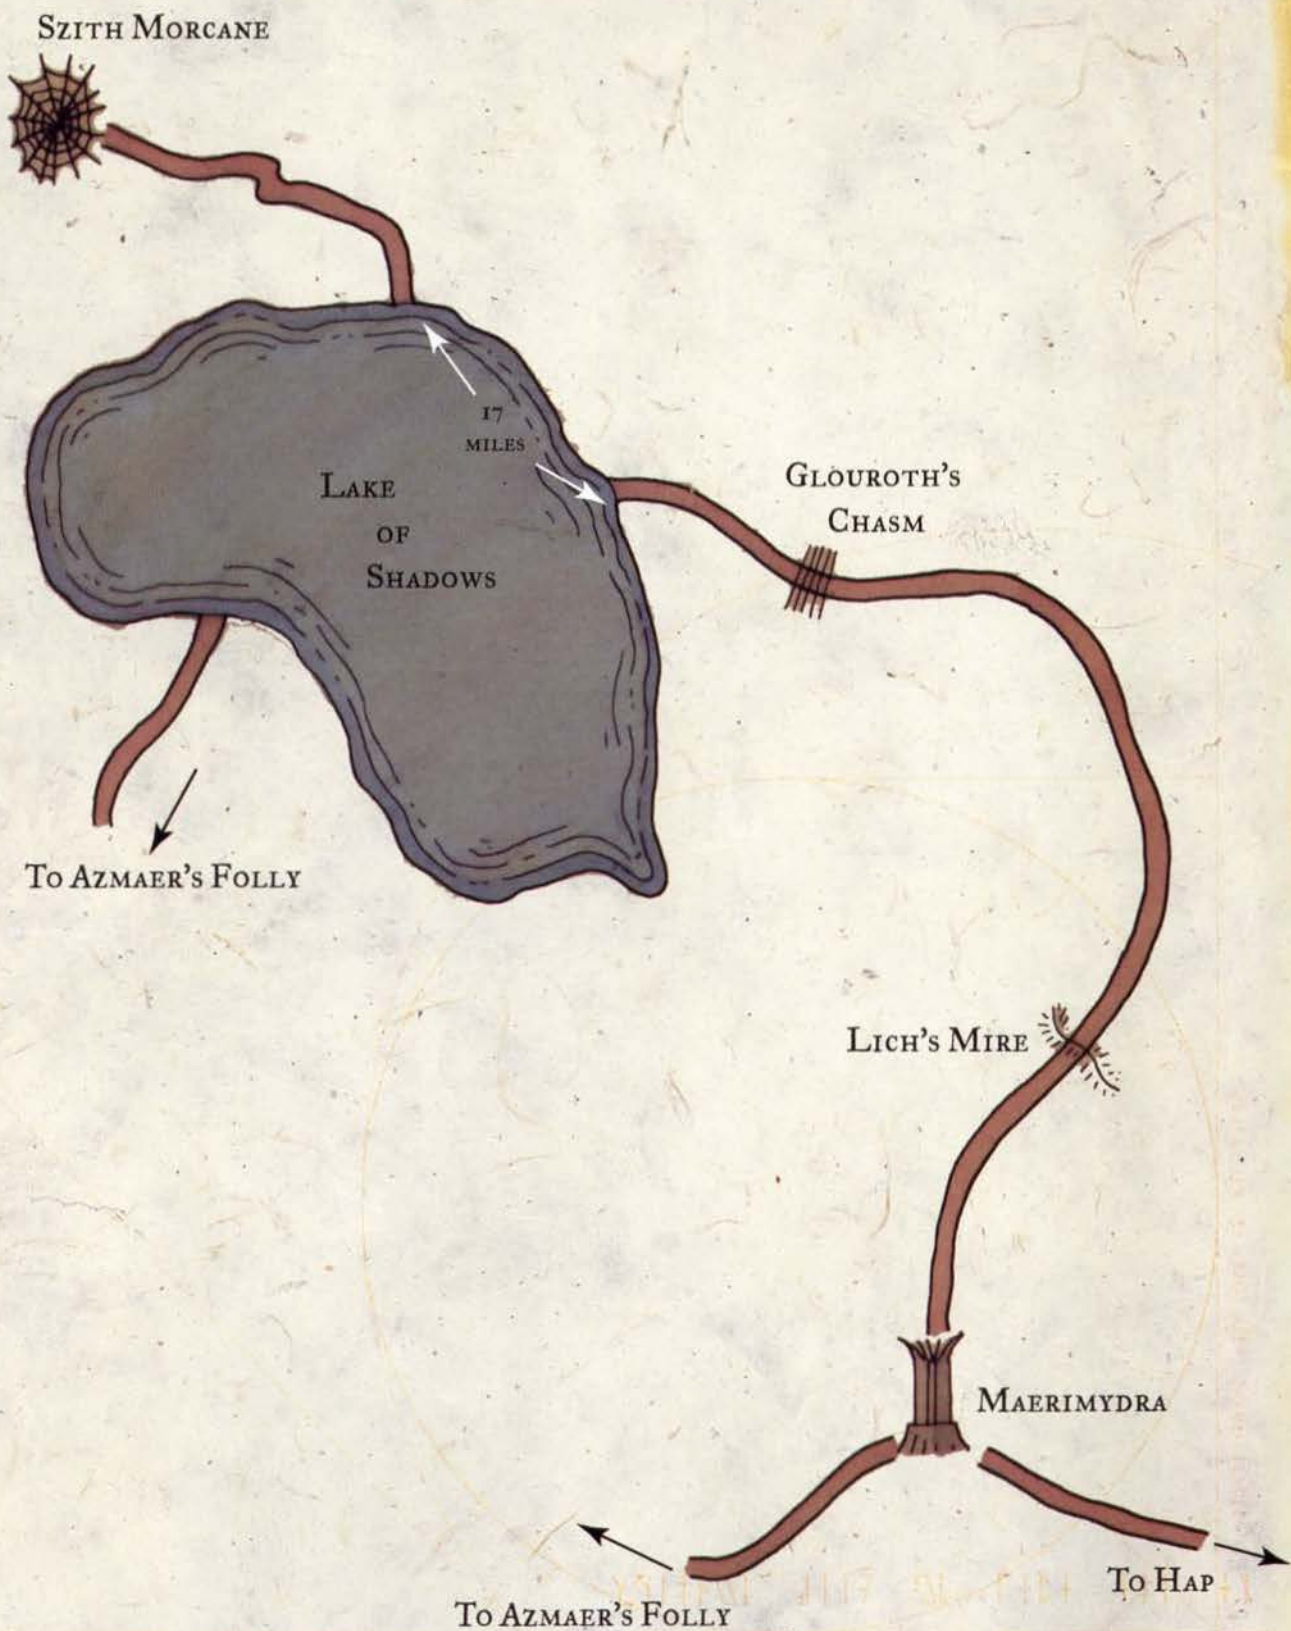 SZITH MORCANE
17
MILES
LAKE
OF
SHADOWS
GLOUROTH'S
CHASM
TO AZMAER'S FOLLY
LICH'S MIRE
MAERIMYDRA
TO HAP
TO AZMAER'S FOLLY